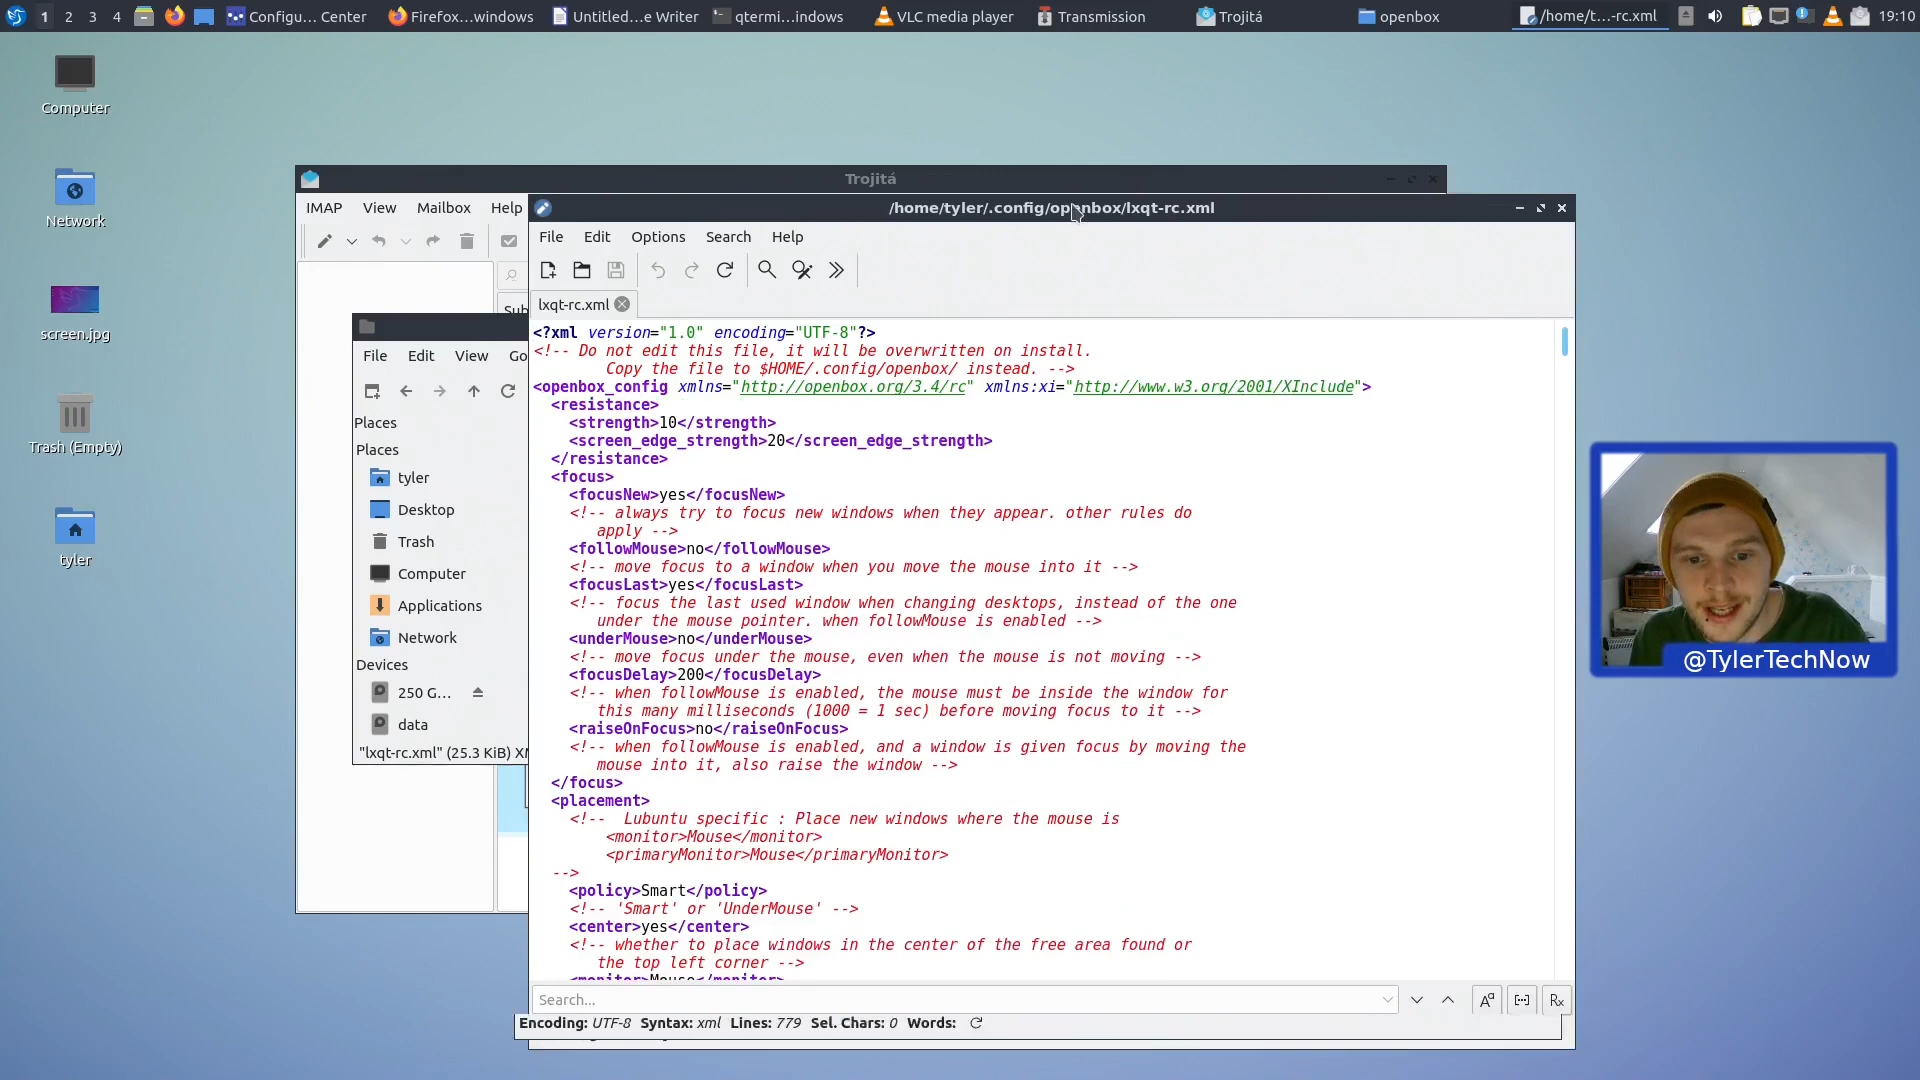 1 2 3 4 Configu... Center Firefox...windows Untitled...e Writer qtermi...indows VLC media player Transmission Trojitá openbox /home/t...-rc.xml 19:10
Computer
Network
screen.jpg
Trash (Empty)
tyler
Trojitá
IMAP View Mailbox Help
Sub
File Edit View Go
Places
Places
tyler
Desktop
Trash
Computer
Applications
Network
Devices
250 G...
data
"lxqt-rc.xml" (25.3 KiB) XM
/home/tyler/.config/openbox/lxqt-rc.xml
File Edit Options Search Help
lxqt-rc.xml
<?xml version="1.0" encoding="UTF-8"?>
<!-- Do not edit this file, it will be overwritten on install.
Copy the file to $HOME/.config/openbox/ instead. -->
<openbox_config xmlns="http://openbox.org/3.4/rc" xmlns:xi="http://www.w3.org/2001/XInclude">
<resistance>
<strength>10</strength>
<screen_edge_strength>20</screen_edge_strength>
</resistance>
<focus>
<focusNew>yes</focusNew>
<!-- always try to focus new windows when they appear. other rules do
apply -->
<followMouse>no</followMouse>
<!-- move focus to a window when you move the mouse into it -->
<focusLast>yes</focusLast>
<!-- focus the last used window when changing desktops, instead of the one
under the mouse pointer. when followMouse is enabled -->
<underMouse>no</underMouse>
<!-- move focus under the mouse, even when the mouse is not moving -->
<focusDelay>200</focusDelay>
<!-- when followMouse is enabled, the mouse must be inside the window for
this many milliseconds (1000 = 1 sec) before moving focus to it -->
<raiseOnFocus>no</raiseOnFocus>
<!-- when followMouse is enabled, and a window is given focus by moving the
mouse into it, also raise the window -->
</focus>
<placement>
<!-- Lubuntu specific : Place new windows where the mouse is
<monitor>Mouse</monitor>
<primaryMonitor>Mouse</primaryMonitor>
-->
<policy>Smart</policy>
<!-- 'Smart' or 'UnderMouse' -->
<center>yes</center>
<!-- whether to place windows in the center of the free area found or
the top left corner -->
<monitor>Mouse</monitor>
Search...
Encoding: UTF-8 Syntax: xml Lines: 779 Sel. Chars: 0 Words:
@TylerTechNow